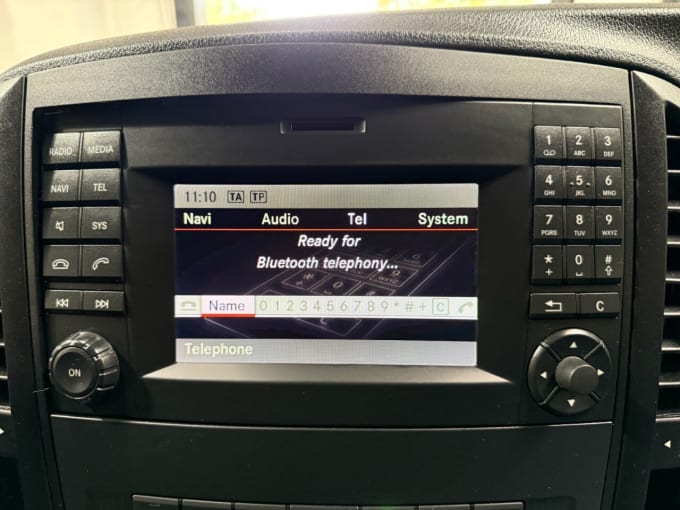 RADIO MEDIA
NAVI TEL
SYS
ON
11:10 TA TP
Navi Audio Tel System
Ready for
Bluetooth telephony...
Name 0 1 2 3 4 5 6 7 8 9 * # + C
Telephone
1 2 ABC 3 DEF
4 GHI 5 JKL 6 MNO
7 PQRS 8 TUV 9 WXYZ
* + 0 #
C